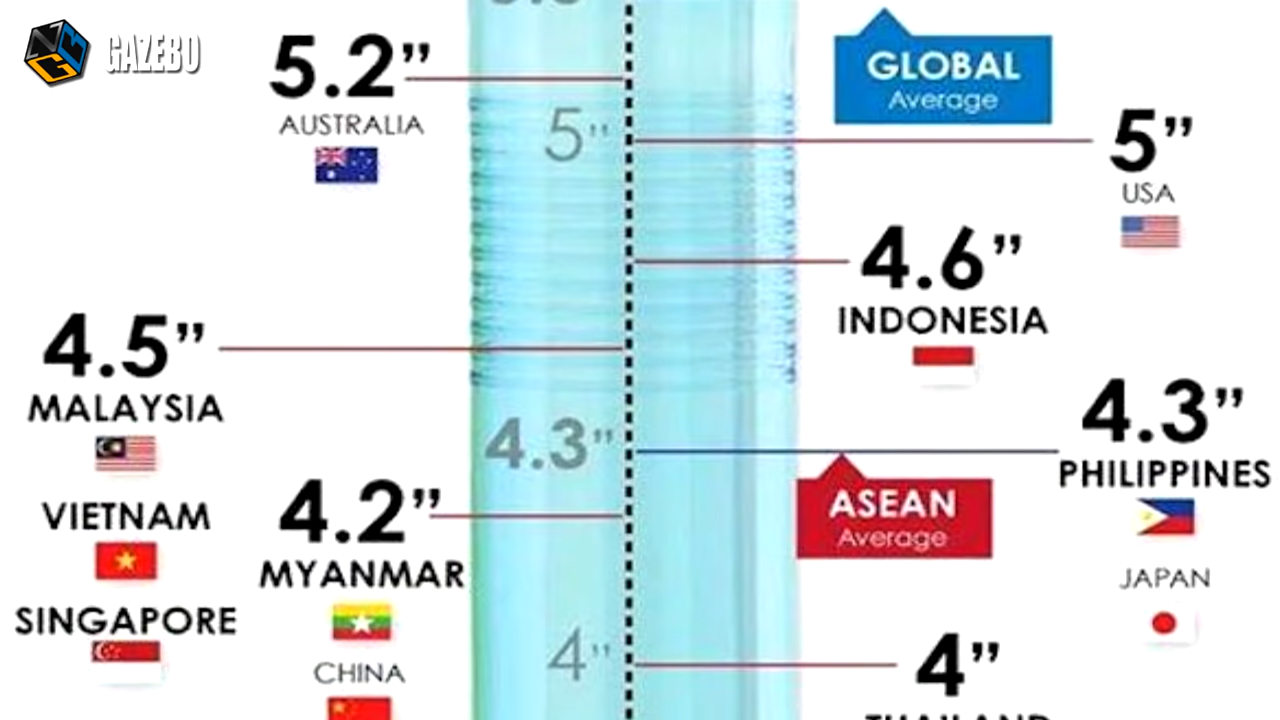 GAZEBO
5.2”
AUSTRALIA
GLOBAL
Average
5"
5”
USA
4.6”
INDONESIA
4.5”
MALAYSIA
4.3"
4.3”
PHILIPPINES
VIETNAM
4.2”
MYANMAR
ASEAN
Average
JAPAN
SINGAPORE
CHINA
4"
4”
THAILAND